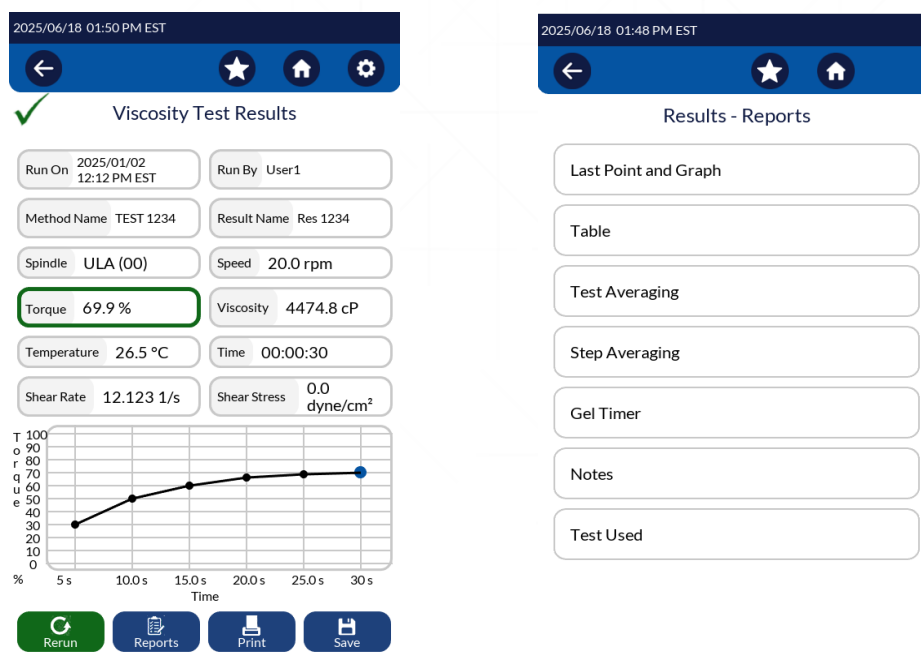 2025/06/18 01:50 PM EST
Viscosity Test Results
Run On 2025/01/02
12:12 PM EST
Run By User1
Method Name TEST 1234
Result Name Res 1234
Spindle ULA (00)
Speed 20.0 rpm
Torque 69.9 %
Viscosity 4474.8 cP
Temperature 26.5 °C
Time 00:00:30
Shear Rate 12.123 1/s
Shear Stress 0.0
dyne/cm²
Torque
100
90
80
70
60
50
40
30
20
10
0
% 5 s 10.0 s 15.0 s 20.0 s 25.0 s 30 s
Time
Rerun Reports Print Save
2025/06/18 01:48 PM EST
Results - Reports
Last Point and Graph
Table
Test Averaging
Step Averaging
Gel Timer
Notes
Test Used